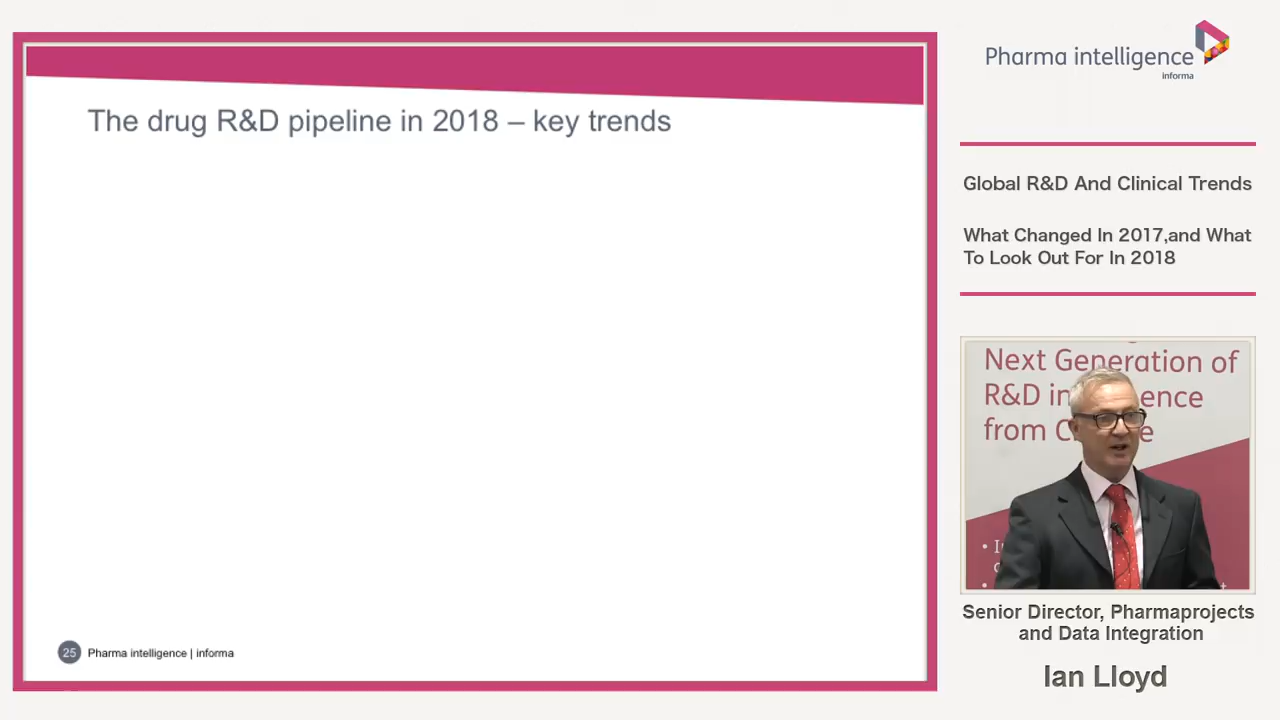 The drug R&D pipeline in 2018 – key trends
25 Pharma intelligence | informa
Pharma intelligence
informa
Global R&D And Clinical Trends
What Changed In 2017,and What
To Look Out For In 2018
Next Generation of
R&D in ence
from C e
Senior Director, Pharmaprojects
and Data Integration
Ian Lloyd